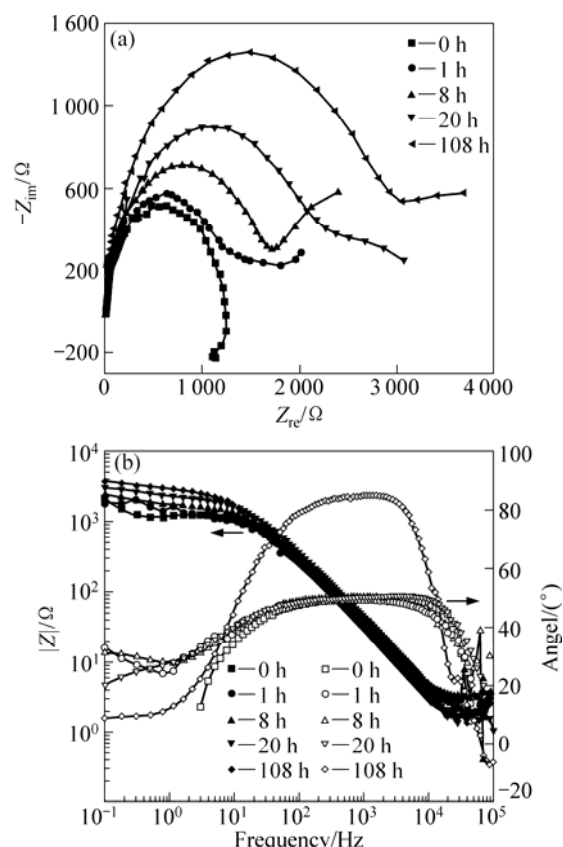 (a)
1 600
1 000
600
200
−200
-Zim/Ω
0 h
1 h
8 h
20 h
108 h
0
1 000
2 000
3 000
4 000
Zre/Ω
(b)
10^4
10^3
10^2
10^1
10^0
|Z|/Ω
100
80
60
40
20
0
−20
Angel/(°)
0 h 0 h
1 h 1 h
8 h 8 h
20 h 20 h
108 h 108 h
10^−1 10^0 10^1 10^2 10^3 10^4 10^5
Frequency/Hz